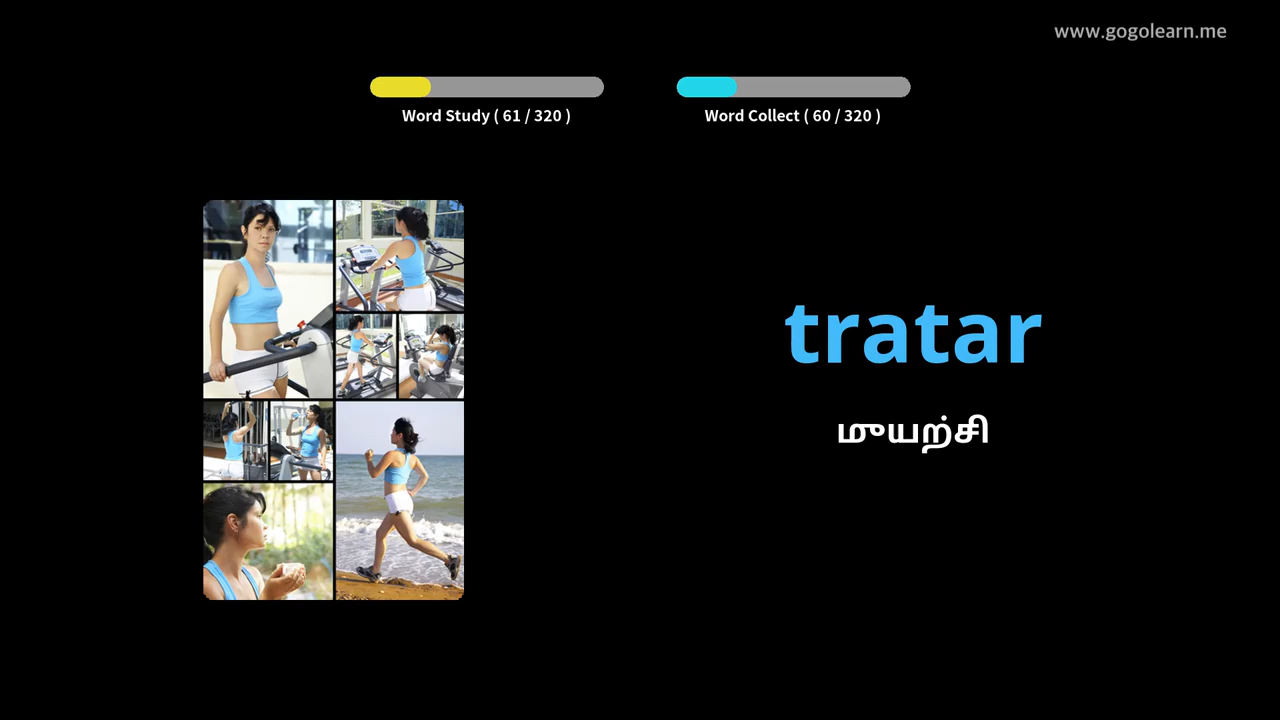 www.gogolearn.me
Word Study ( 61 / 320 )
Word Collect ( 60 / 320 )
tratar
முயற்சி